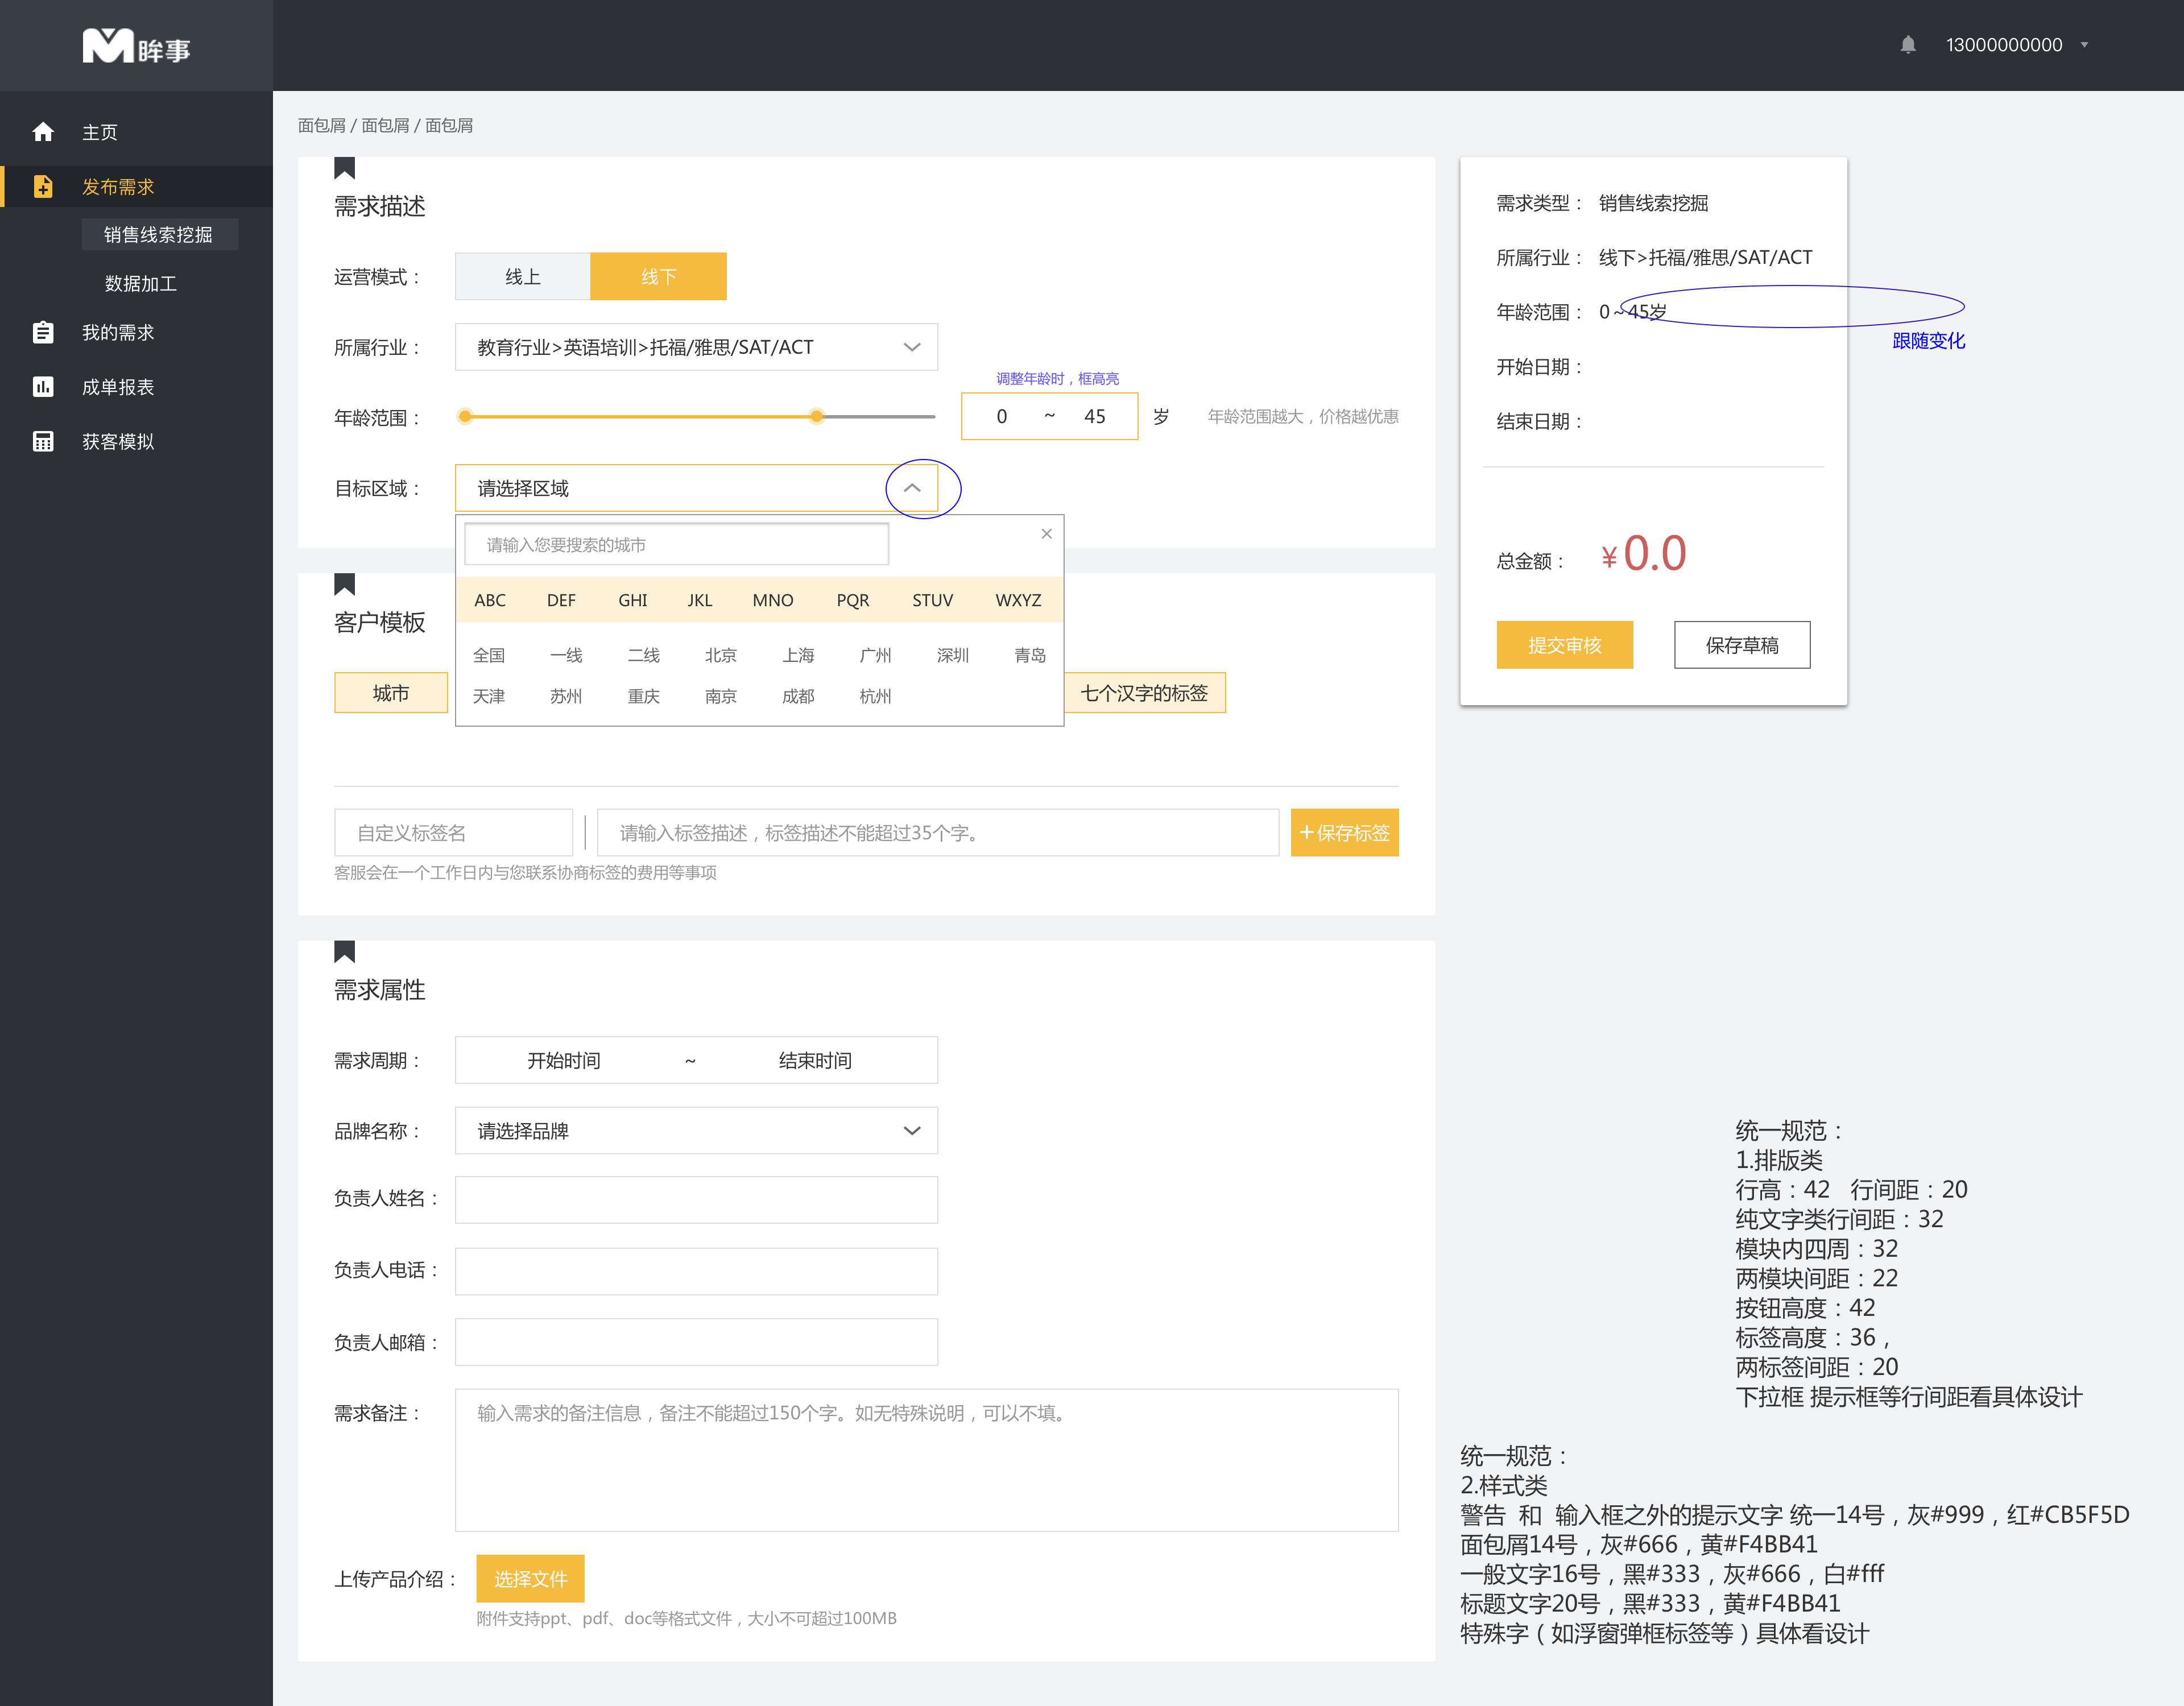 M眸事
13000000000
主页
发布需求
销售线索挖掘
数据加工
我的需求
成单报表
获客模拟
面包屑 / 面包屑 / 面包屑
需求描述
运营模式： 线上 线下
所属行业： 教育行业>英语培训>托福/雅思/SAT/ACT
调整年龄时，框高亮
年龄范围： 0 ~ 45 岁 年龄范围越大，价格越优惠
目标区域： 请选择区域
请输入您要搜索的城市
ABC DEF GHI JKL MNO PQR STUV WXYZ
全国 一线 二线 北京 上海 广州 深圳 青岛
天津 苏州 重庆 南京 成都 杭州
客户模板
城市
七个汉字的标签
自定义标签名 请输入标签描述，标签描述不能超过35个字。 +保存标签
客服会在一个工作日内与您联系协商标签的费用等事项
需求属性
需求周期： 开始时间 ~ 结束时间
品牌名称： 请选择品牌
负责人姓名：
负责人电话：
负责人邮箱：
需求备注： 输入需求的备注信息，备注不能超过150个字。如无特殊说明，可以不填。
上传产品介绍： 选择文件
附件支持ppt、pdf、doc等格式文件，大小不可超过100MB
需求类型： 销售线索挖掘
所属行业： 线下>托福/雅思/SAT/ACT
年龄范围： 0~45岁
跟随变化
开始日期：
结束日期：
总金额： ¥0.0
提交审核 保存草稿
统一规范：
1.排版类
行高：42 行间距：20
纯文字类行间距：32
模块内四周：32
两模块间距：22
按钮高度：42
标签高度：36，
两标签间距：20
下拉框 提示框等行间距看具体设计
统一规范：
2.样式类
警告 和 输入框之外的提示文字 统一14号，灰#999，红#CB5F5D
面包屑14号，灰#666，黄#F4BB41
一般文字16号，黑#333，灰#666，白#fff
标题文字20号，黑#333，黄#F4BB41
特殊字（如浮窗弹框标签等）具体看设计